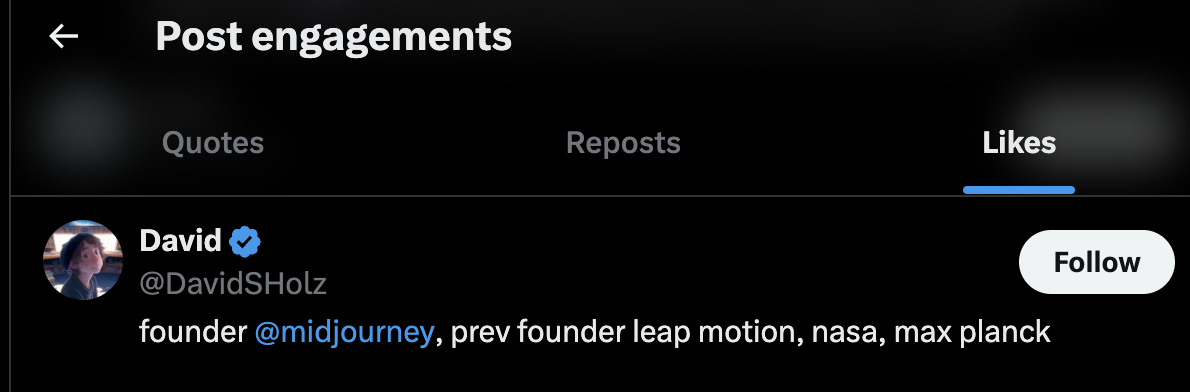 Post engagements
Quotes
Reposts
Likes
David
@DavidSHolz
Follow
founder @midjourney, prev founder leap motion, nasa, max planck